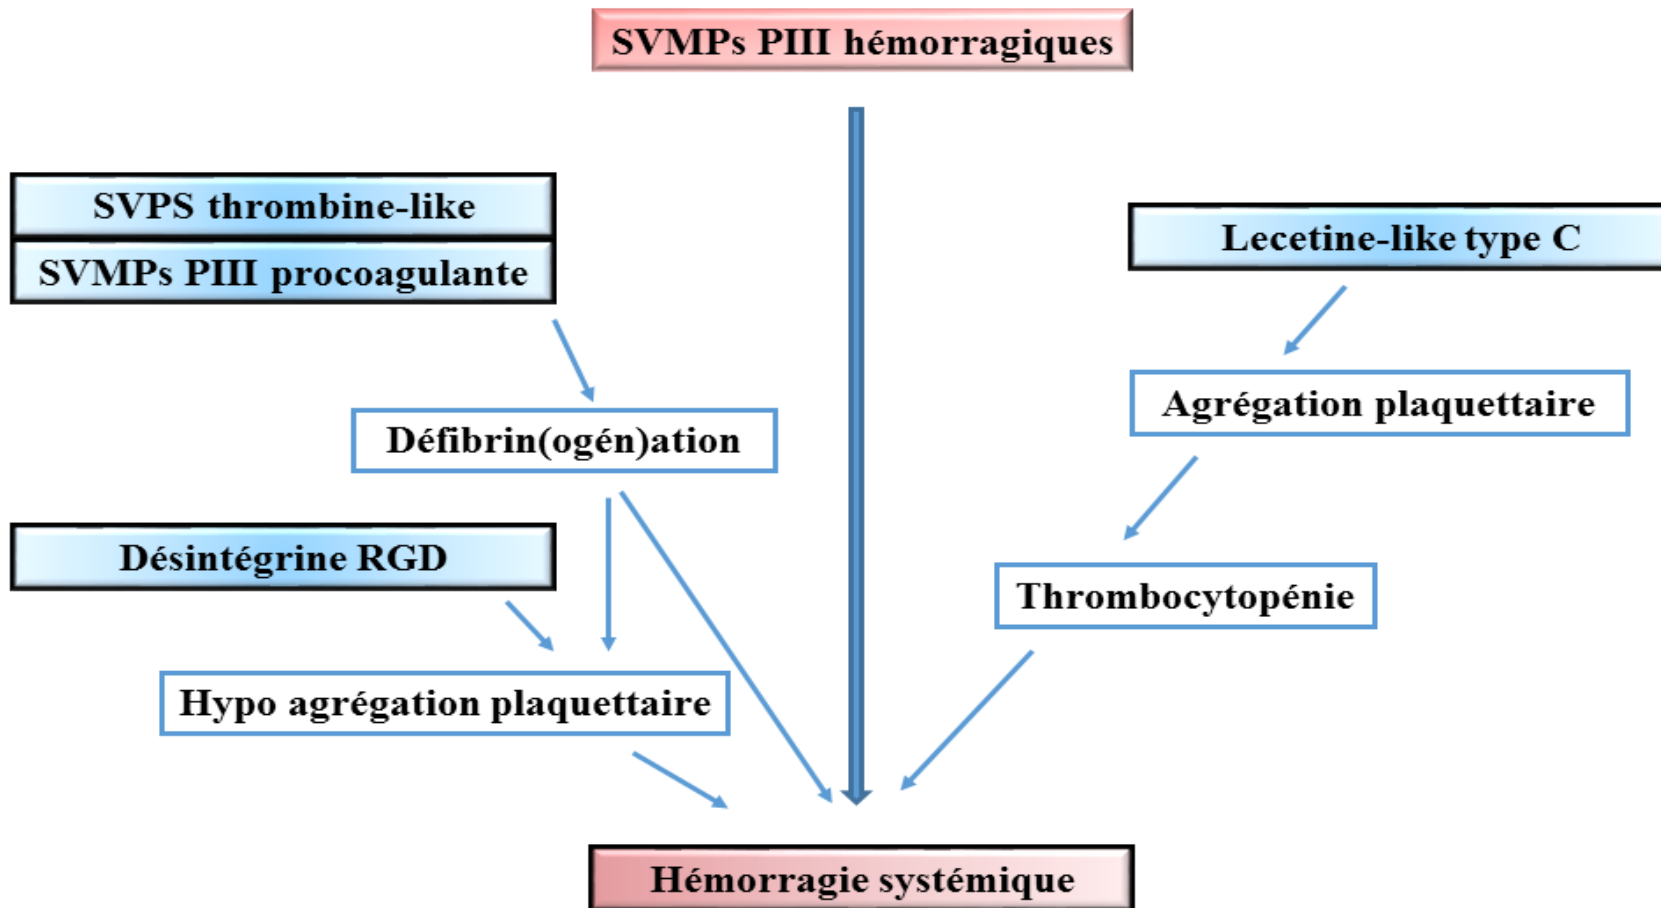 SVMPs PIII hémorragiques
SVPS thrombine-like
SVMPs PIII procoagulante
Lecetine-like type C
Agrégation plaquettaire
Défibrin(ogén)ation
Désintégrine RGD
Thrombocytopénie
Hypo agrégation plaquettaire
Hémorragie systémique